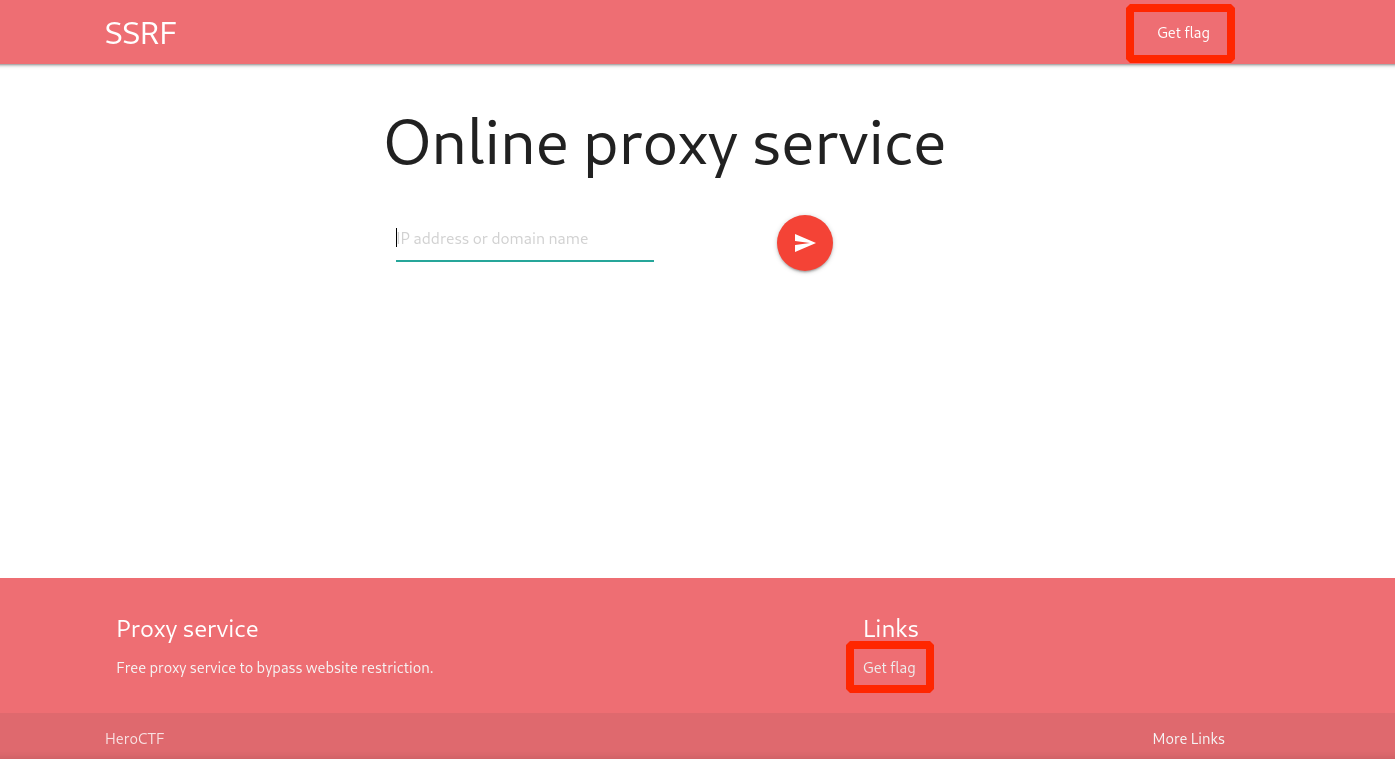 SSRF
Get flag
Online proxy service
IP address or domain name
Proxy service
Links
Free proxy service to bypass website restriction.
Get flag
HeroCTF
More Links